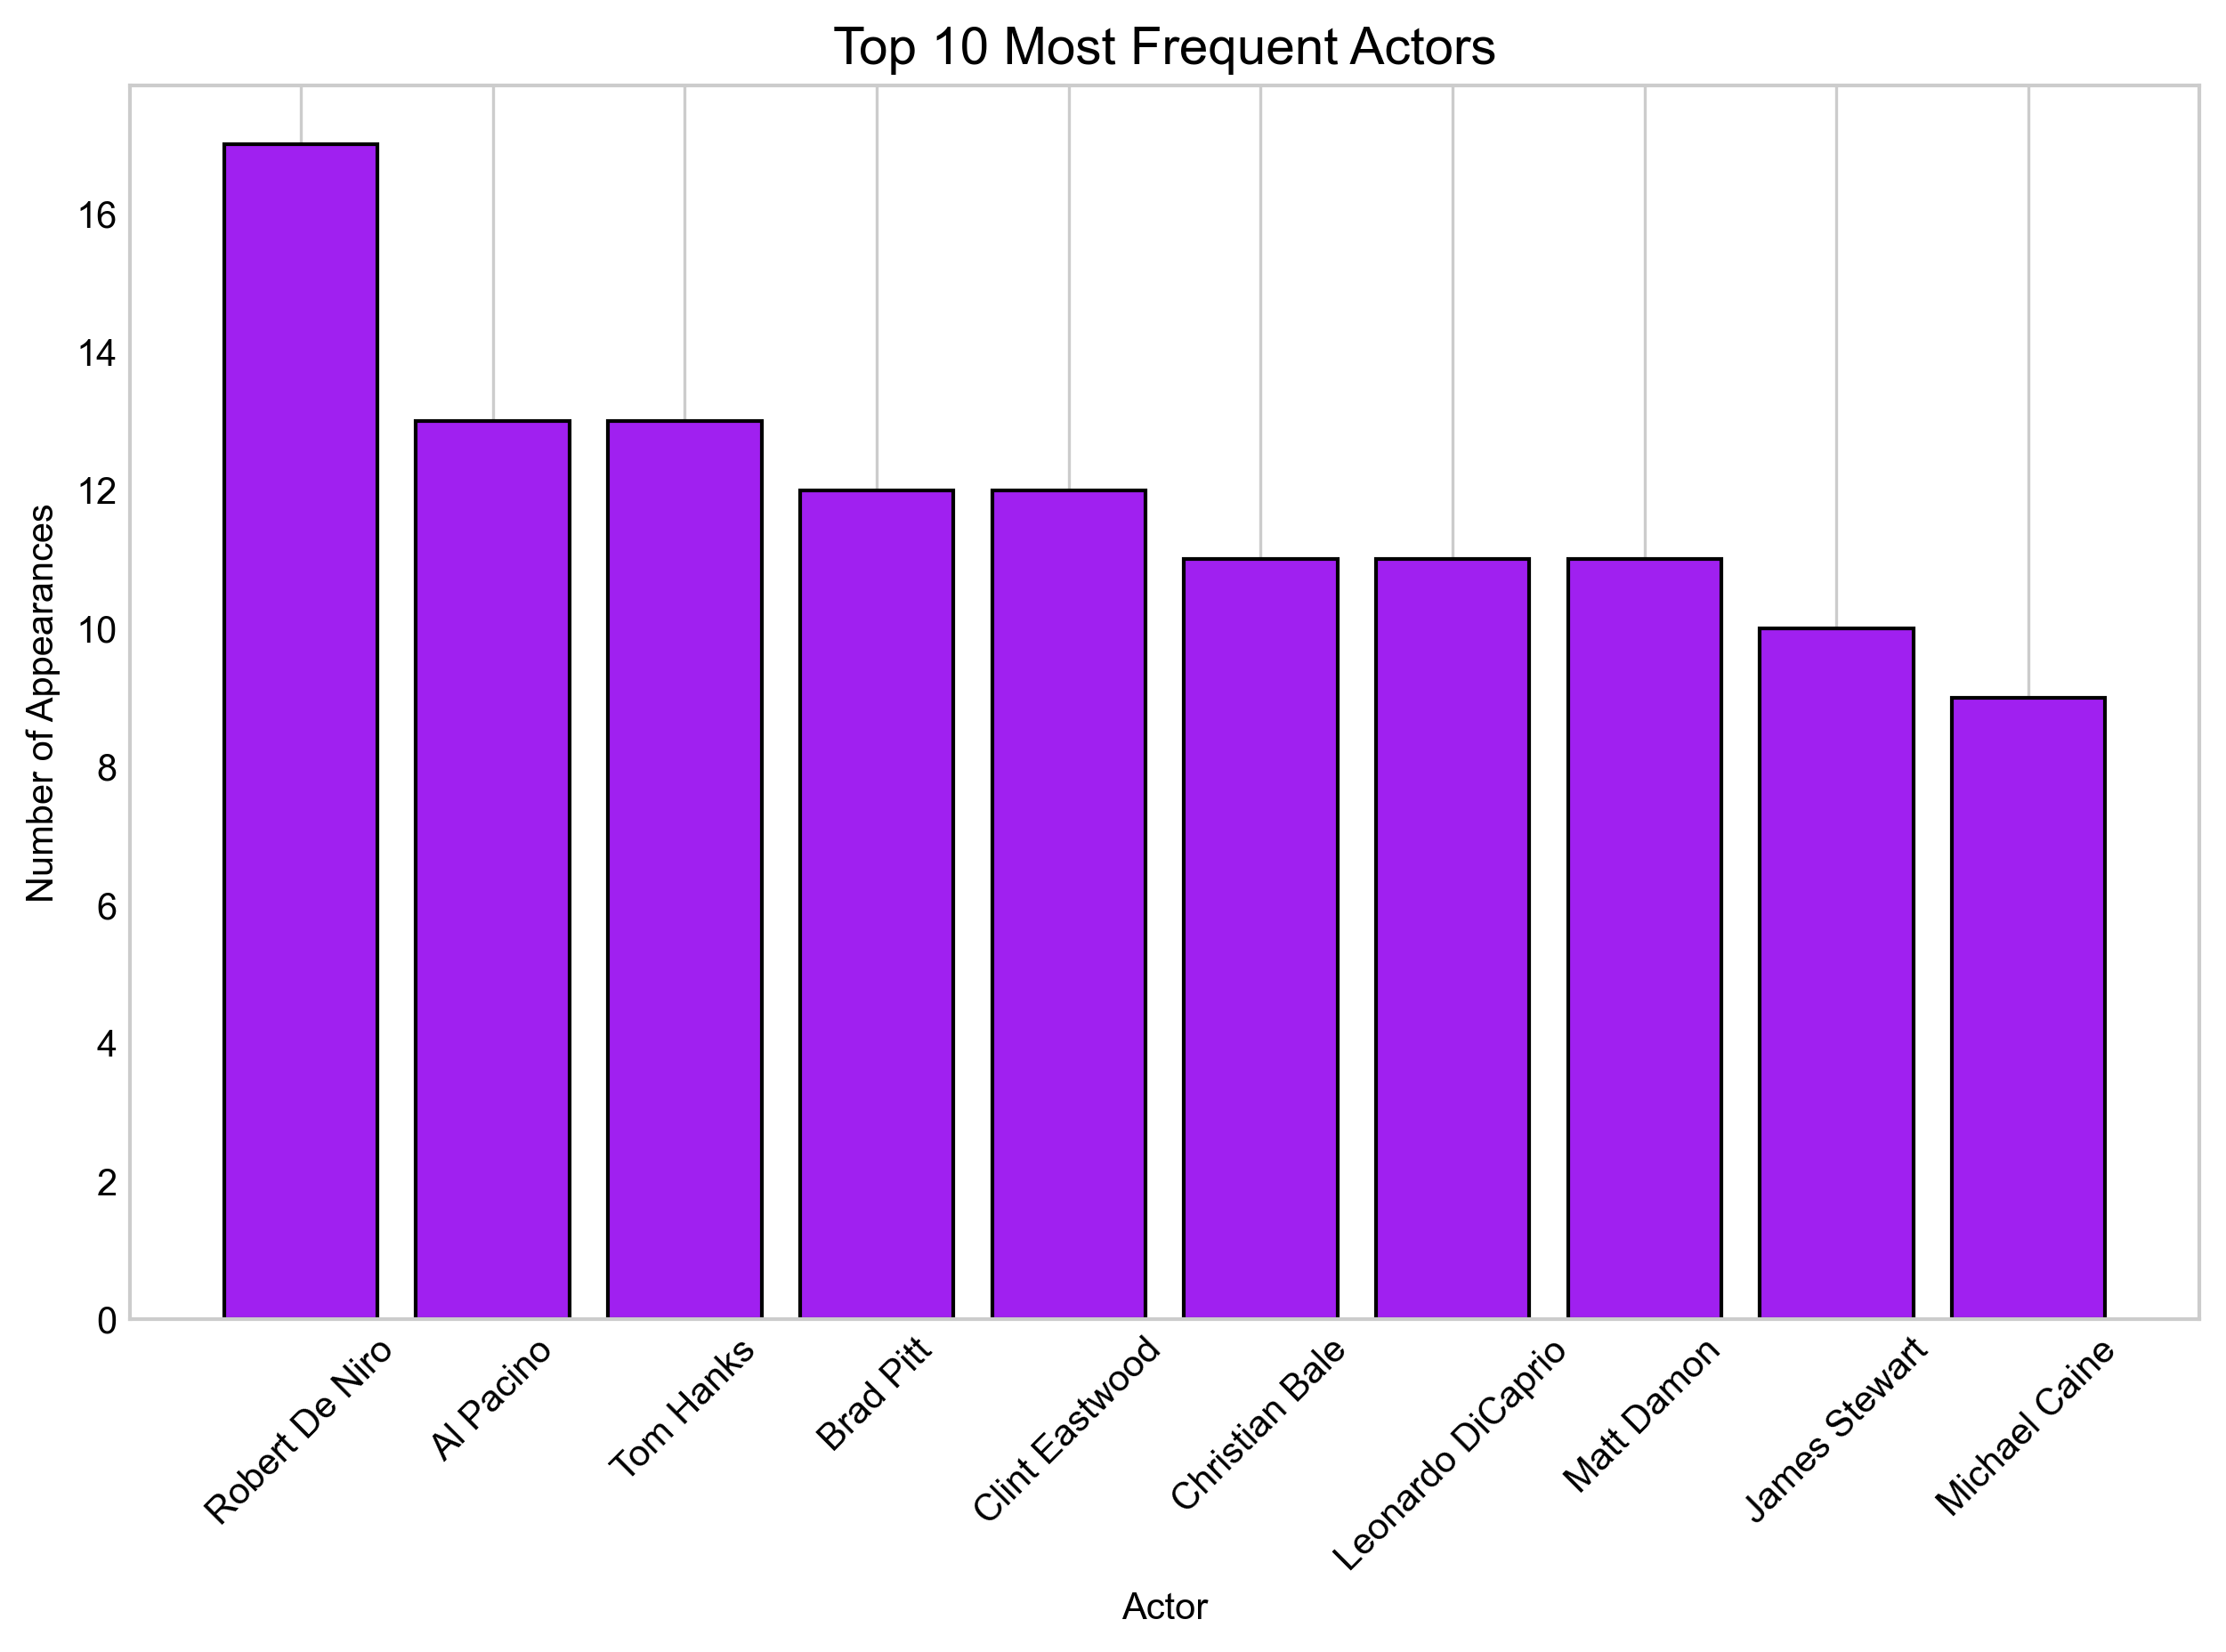 Top 10 Most Frequent Actors
Number of Appearances
16
14
12
10
8
6
4
2
0
Robert De Niro
Al Pacino
Tom Hanks
Brad Pitt
Clint Eastwood
Christian Bale
Leonardo DiCaprio
Matt Damon
James Stewart
Michael Caine
Actor